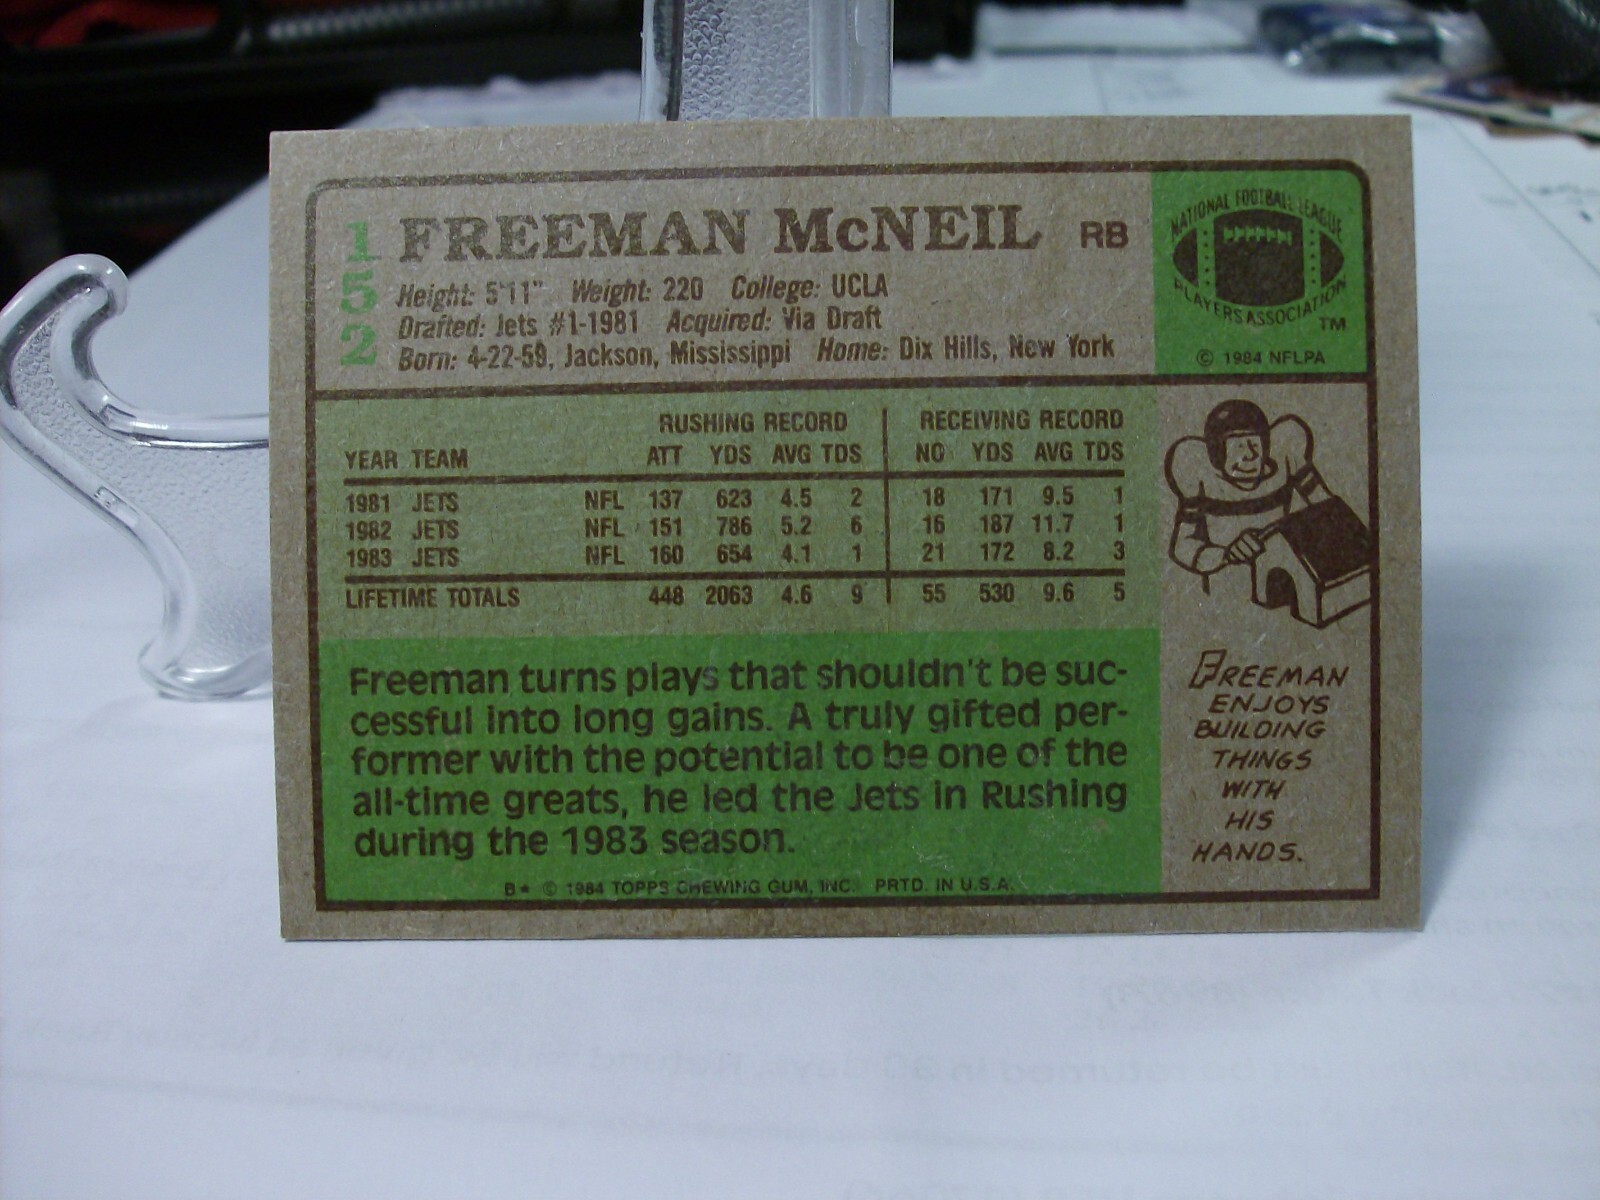 152
FREEMAN McNEIL RB
Height: 5'11" Weight: 220 College: UCLA
Drafted: Jets #1-1981 Acquired: Via Draft
Born: 4-22-59, Jackson, Mississippi Home: Dix Hills, New York
NATIONAL FOOTBALL LEAGUE
PLAYERS ASSOCIATION
TM
© 1984 NFLPA
RUSHING RECORD RECEIVING RECORD
YEAR TEAM ATT YDS AVG TDS NO YDS AVG TDS
1981 JETS NFL 137 623 4.5 2 18 171 9.5 1
1982 JETS NFL 151 786 5.2 6 16 187 11.7 1
1983 JETS NFL 160 654 4.1 1 21 172 8.2 3
LIFETIME TOTALS 448 2063 4.6 9 55 530 9.6 5
Freeman turns plays that shouldn't be suc-
cessful into long gains. A truly gifted per-
former with the potential to be one of the
all-time greats, he led the Jets in Rushing
during the 1983 season.
B* © 1984 TOPPS CHEWING GUM, INC. PRTD. IN U.S.A.
FREEMAN
ENJOYS
BUILDING
THINGS
WITH
HIS
HANDS.